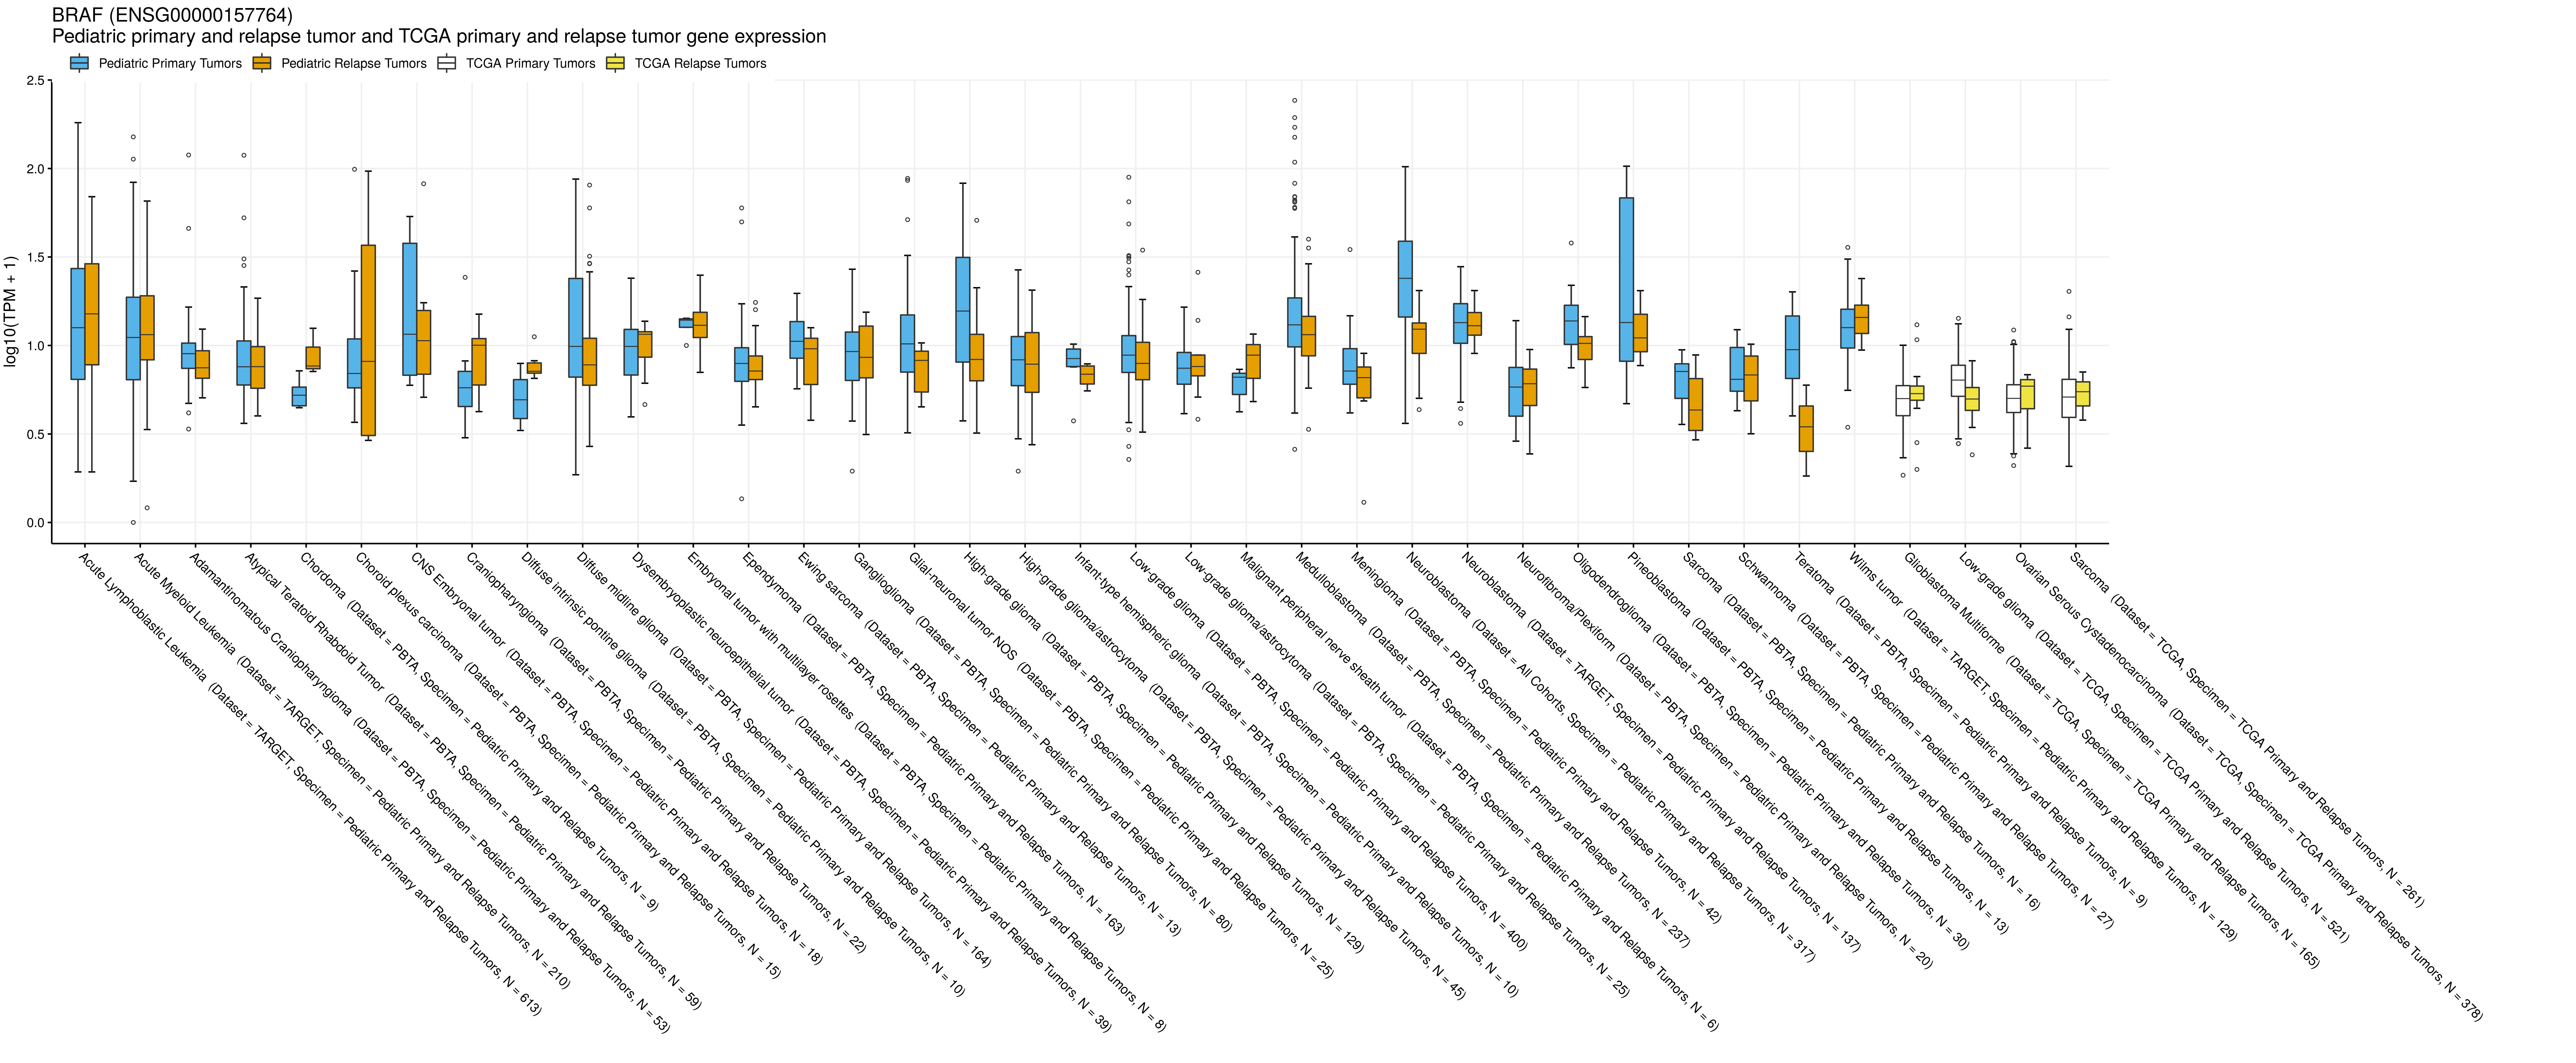 BRAF (ENSG00000157764)
Pediatric primary and relapse tumor and TCGA primary and relapse tumor gene expression
Pediatric Primary Tumors
Pediatric Relapse Tumors
TCGA Primary Tumors
TCGA Relapse Tumors
log10(TPM + 1)
2.5
2.0
1.5
1.0
0.5
0.0
Acute Lymphoblastic Leukemia (Dataset = TARGET, Specimen = Pediatric Primary and Relapse Tumors, N = 613)
Acute Myeloid Leukemia (Dataset = TARGET, Specimen = Pediatric Primary and Relapse Tumors, N = 210)
Adamantinomatous Craniopharyngioma (Dataset = PBTA, Specimen = Pediatric Primary and Relapse Tumors, N = 53)
Atypical Teratoid Rhabdoid Tumor (Dataset = PBTA, Specimen = Pediatric Primary and Relapse Tumors, N = 59)
Chordoma (Dataset = PBTA, Specimen = Pediatric Primary and Relapse Tumors, N = 9)
Choroid plexus carcinoma (Dataset = PBTA, Specimen = Pediatric Primary and Relapse Tumors, N = 15)
CNS Embryonal tumor (Dataset = PBTA, Specimen = Pediatric Primary and Relapse Tumors, N = 18)
Craniopharyngioma (Dataset = PBTA, Specimen = Pediatric Primary and Relapse Tumors, N = 22)
Diffuse intrinsic pontine glioma (Dataset = PBTA, Specimen = Pediatric Primary and Relapse Tumors, N = 10)
Diffuse midline glioma (Dataset = PBTA, Specimen = Pediatric Primary and Relapse Tumors, N = 164)
Dysembryoplastic neuroepithelial tumor (Dataset = PBTA, Specimen = Pediatric Primary and Relapse Tumors, N = 39)
Embryonal tumor with multilayer rosettes (Dataset = PBTA, Specimen = Pediatric Primary and Relapse Tumors, N = 8)
Ependymoma (Dataset = PBTA, Specimen = Pediatric Primary and Relapse Tumors, N = 163)
Ewing sarcoma (Dataset = PBTA, Specimen = Pediatric Primary and Relapse Tumors, N = 13)
Ganglioglioma (Dataset = PBTA, Specimen = Pediatric Primary and Relapse Tumors, N = 80)
Glial-neuronal tumor NOS (Dataset = PBTA, Specimen = Pediatric Primary and Relapse Tumors, N = 25)
High-grade glioma (Dataset = PBTA, Specimen = Pediatric Primary and Relapse Tumors, N = 129)
High-grade glioma/astrocytoma (Dataset = PBTA, Specimen = Pediatric Primary and Relapse Tumors, N = 45)
Infant-type hemispheric glioma (Dataset = PBTA, Specimen = Pediatric Primary and Relapse Tumors, N = 10)
Low-grade glioma (Dataset = PBTA, Specimen = Pediatric Primary and Relapse Tumors, N = 400)
Low-grade glioma/astrocytoma (Dataset = PBTA, Specimen = Pediatric Primary and Relapse Tumors, N = 25)
Malignant peripheral nerve sheath tumor (Dataset = PBTA, Specimen = Pediatric Primary and Relapse Tumors, N = 6)
Medulloblastoma (Dataset = PBTA, Specimen = Pediatric Primary and Relapse Tumors, N = 237)
Meningioma (Dataset = PBTA, Specimen = Pediatric Primary and Relapse Tumors, N = 42)
Neuroblastoma (Dataset = All Cohorts, Specimen = Pediatric Primary and Relapse Tumors, N = 317)
Neuroblastoma (Dataset = TARGET, Specimen = Pediatric Primary and Relapse Tumors, N = 137)
Neurofibroma/Plexiform (Dataset = PBTA, Specimen = Pediatric Primary and Relapse Tumors, N = 20)
Oligodendroglioma (Dataset = PBTA, Specimen = Pediatric Primary and Relapse Tumors, N = 30)
Pineoblastoma (Dataset = PBTA, Specimen = Pediatric Primary and Relapse Tumors, N = 13)
Sarcoma (Dataset = PBTA, Specimen = Pediatric Primary and Relapse Tumors, N = 16)
Schwannoma (Dataset = PBTA, Specimen = Pediatric Primary and Relapse Tumors, N = 27)
Teratoma (Dataset = PBTA, Specimen = Pediatric Primary and Relapse Tumors, N = 9)
Wilms tumor (Dataset = TARGET, Specimen = Pediatric Primary and Relapse Tumors, N = 129)
Glioblastoma Multiforme (Dataset = TCGA, Specimen = TCGA Primary and Relapse Tumors, N = 165)
Low-grade glioma (Dataset = TCGA, Specimen = TCGA Primary and Relapse Tumors, N = 521)
Ovarian Serous Cystadenocarcinoma (Dataset = TCGA, Specimen = TCGA Primary and Relapse Tumors, N = 378)
Sarcoma (Dataset = TCGA, Specimen = TCGA Primary and Relapse Tumors, N = 261)